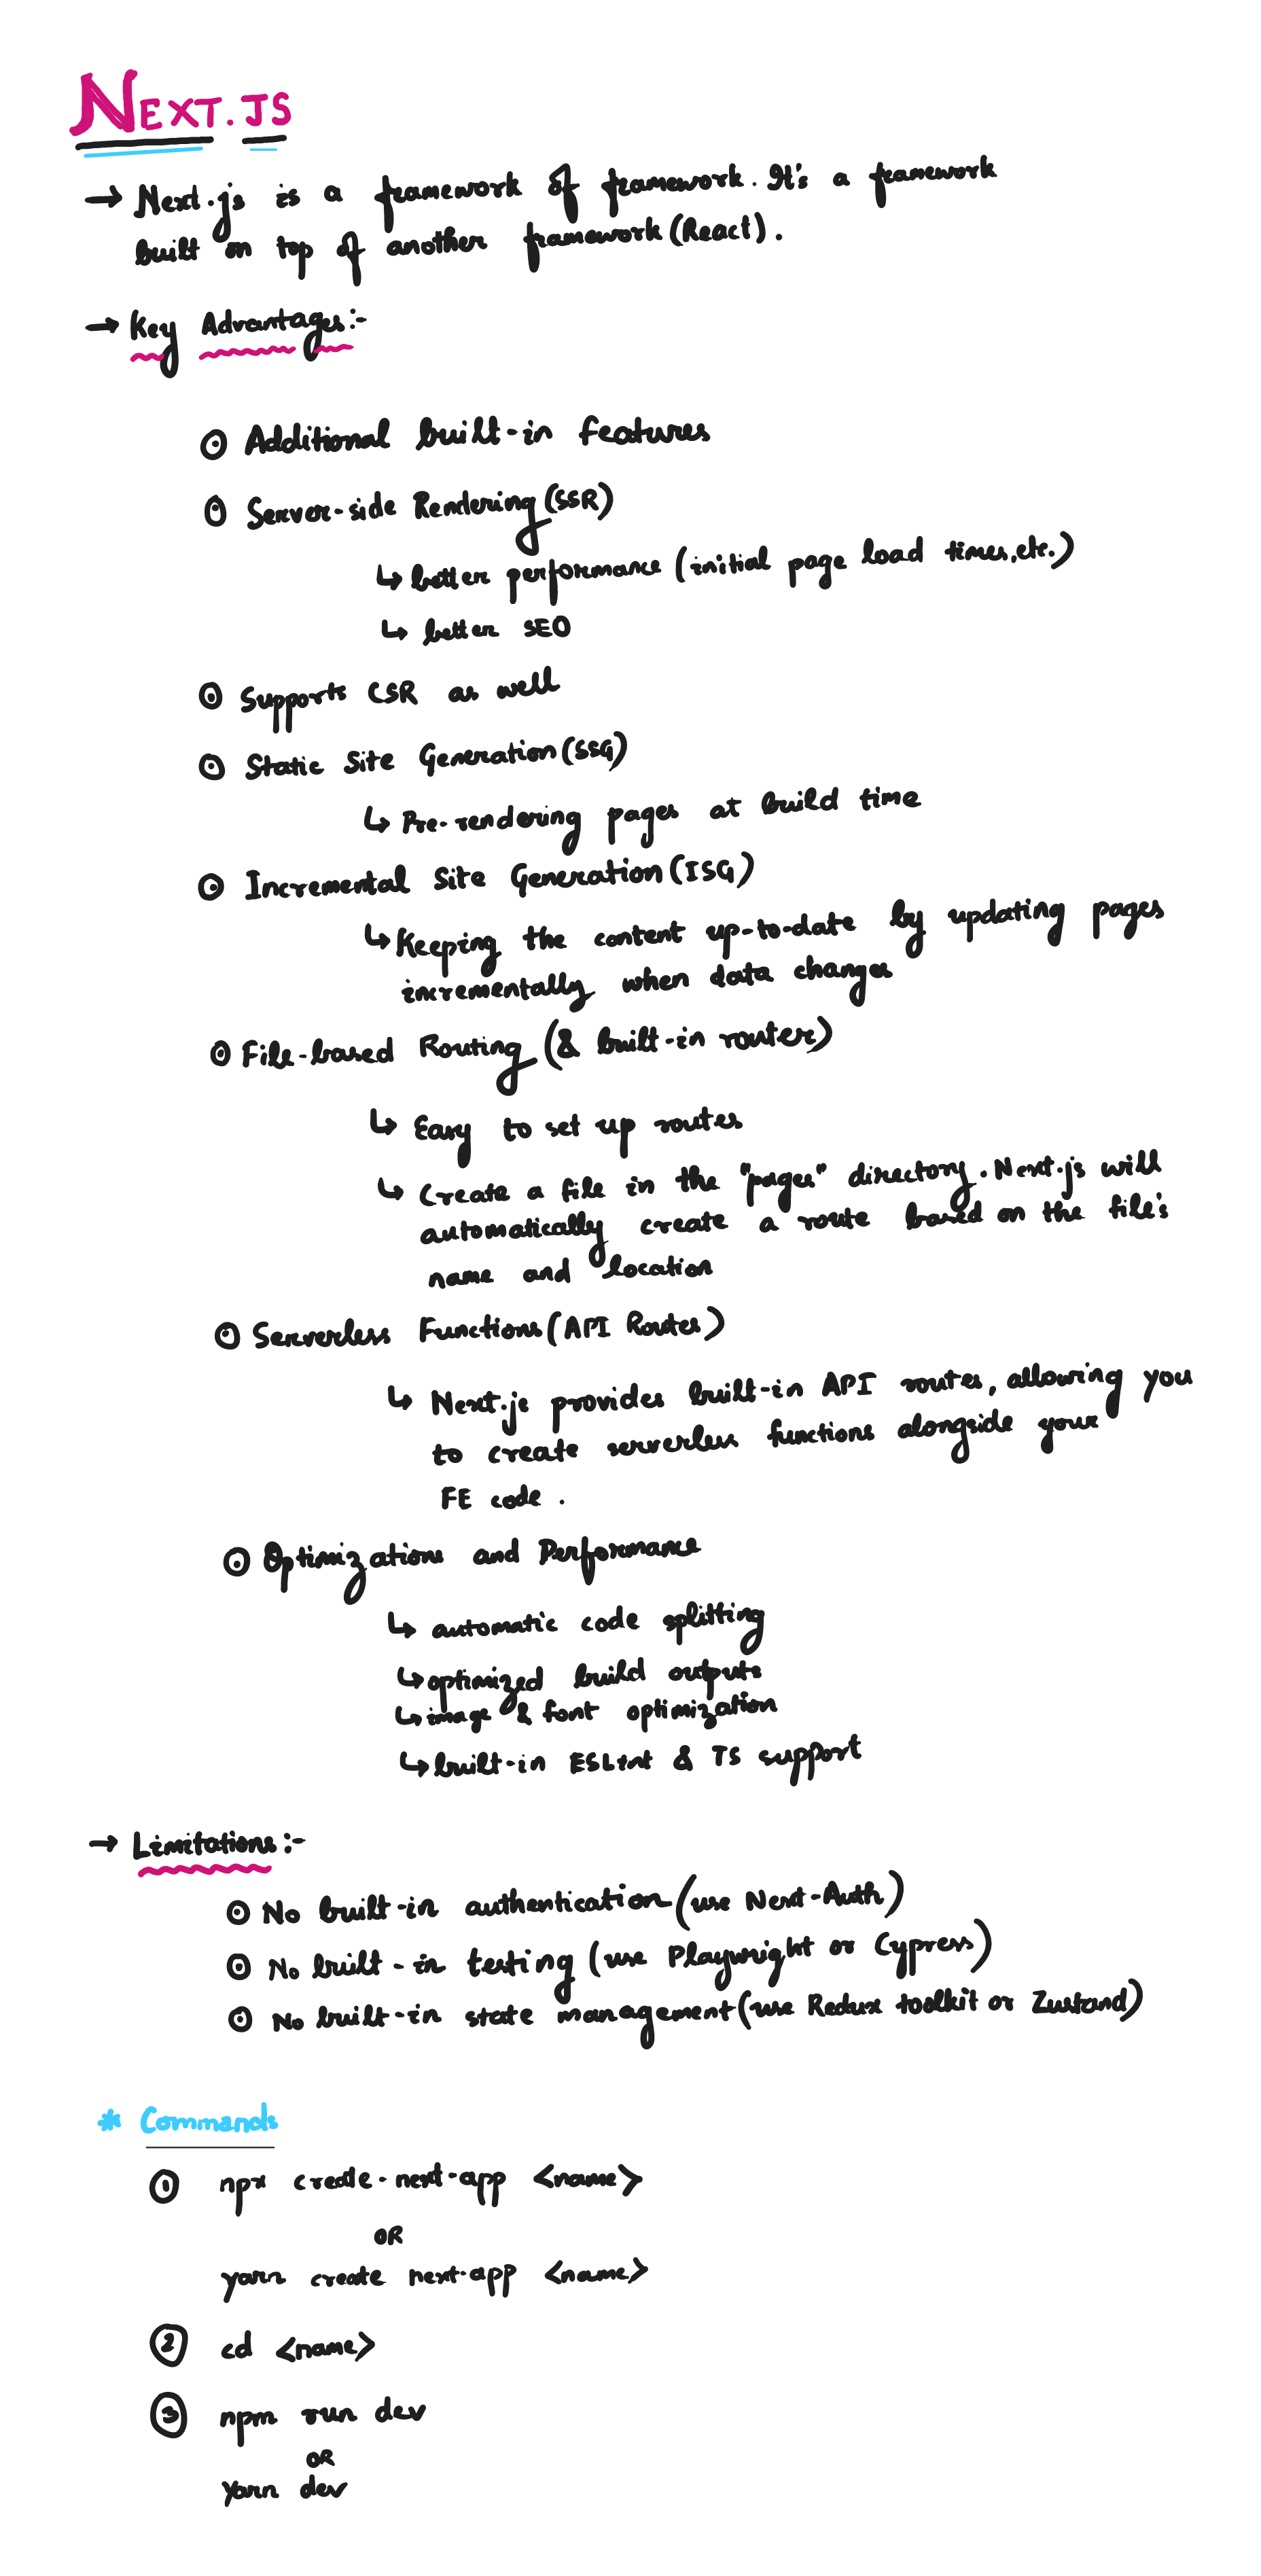 NEXT.JS
→ Next.js is a framework of framework. It's a framework
built on top of another framework (React).
→ Key Advantages:-
⊙ Additional built-in features
⊙ Server-side Rendering (SSR)
↳ better performance (initial page load times, etc.)
↳ better SEO
⊙ Supports CSR as well
⊙ Static Site Generation (SSG)
↳ Pre-rendering pages at build time
⊙ Incremental Site Generation (ISG)
↳ Keeping the content up-to-date by updating pages
incrementally when data changes
⊙ File-based Routing (& built-in router)
↳ Easy to set up routes
↳ Create a file in the "pages" directory. Next.js will
automatically create a route based on the file's
name and location
⊙ Serverless Functions (API Routes)
↳ Next.js provides built-in API routes, allowing you
to create serverless functions alongside your
FE code.
⊙ Optimizations and Performance
↳ automatic code splitting
↳ optimized build outputs
↳ image & font optimization
↳ built-in ESLint & TS support
→ Limitations:-
⊙ No built-in authentication (use Next-Auth)
⊙ No built-in testing (use Playwright or Cypress)
⊙ No built-in state management (use Redux toolkit or Zustand)
* Commands
① npx create-next-app <name>
OR
yarn create next-app <name>
② cd <name>
③ npm run dev
OR
yarn dev